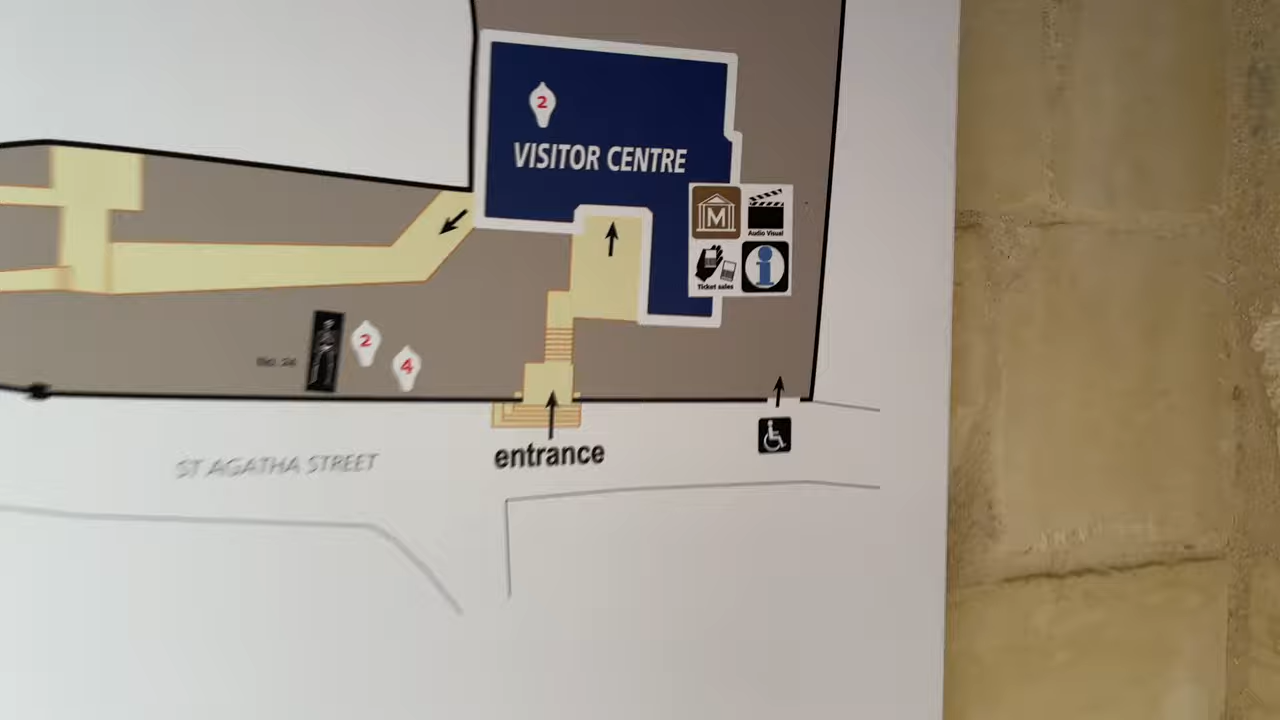 2
VISITOR CENTRE
M
Audio Visual
Ticket sales
i
2
4
entrance
ST AGATHA STREET